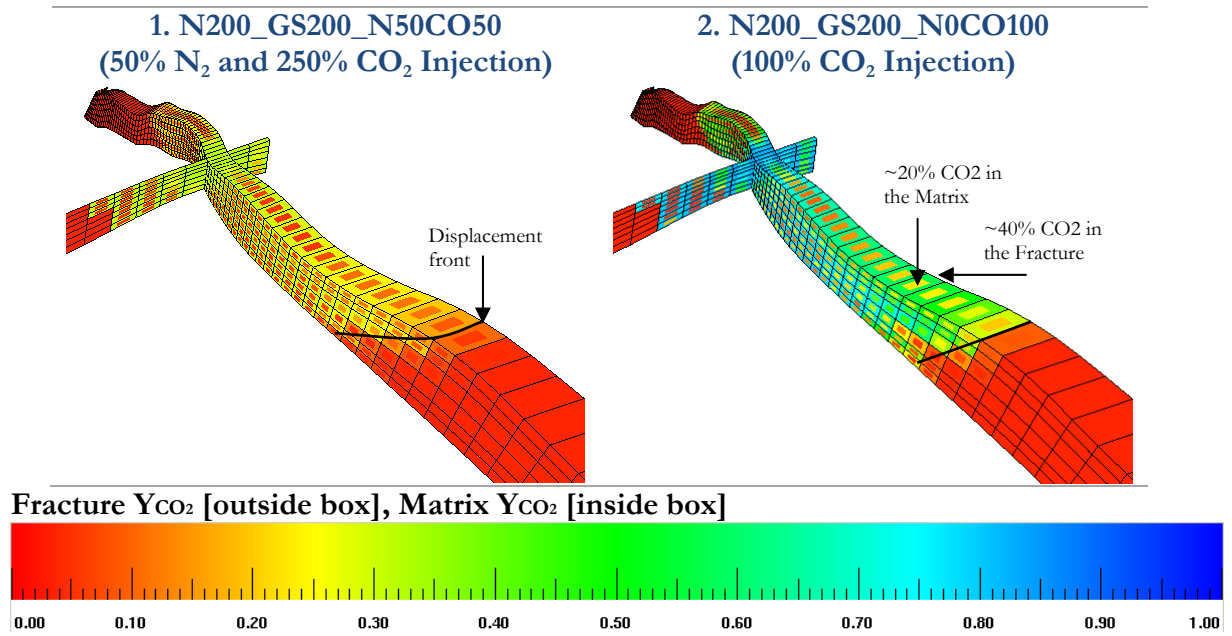 1. N200_GS200_N50CO50
(50% N₂ and 250% CO₂ Injection)
2. N200_GS200_N0CO100
(100% CO₂ Injection)
Displacement
front
~20% CO2 in
the Matrix
~40% CO2 in
the Fracture
Fracture YCO₂ [outside box], Matrix YCO₂ [inside box]
0.00 0.10 0.20 0.30 0.40 0.50 0.60 0.70 0.80 0.90 1.00